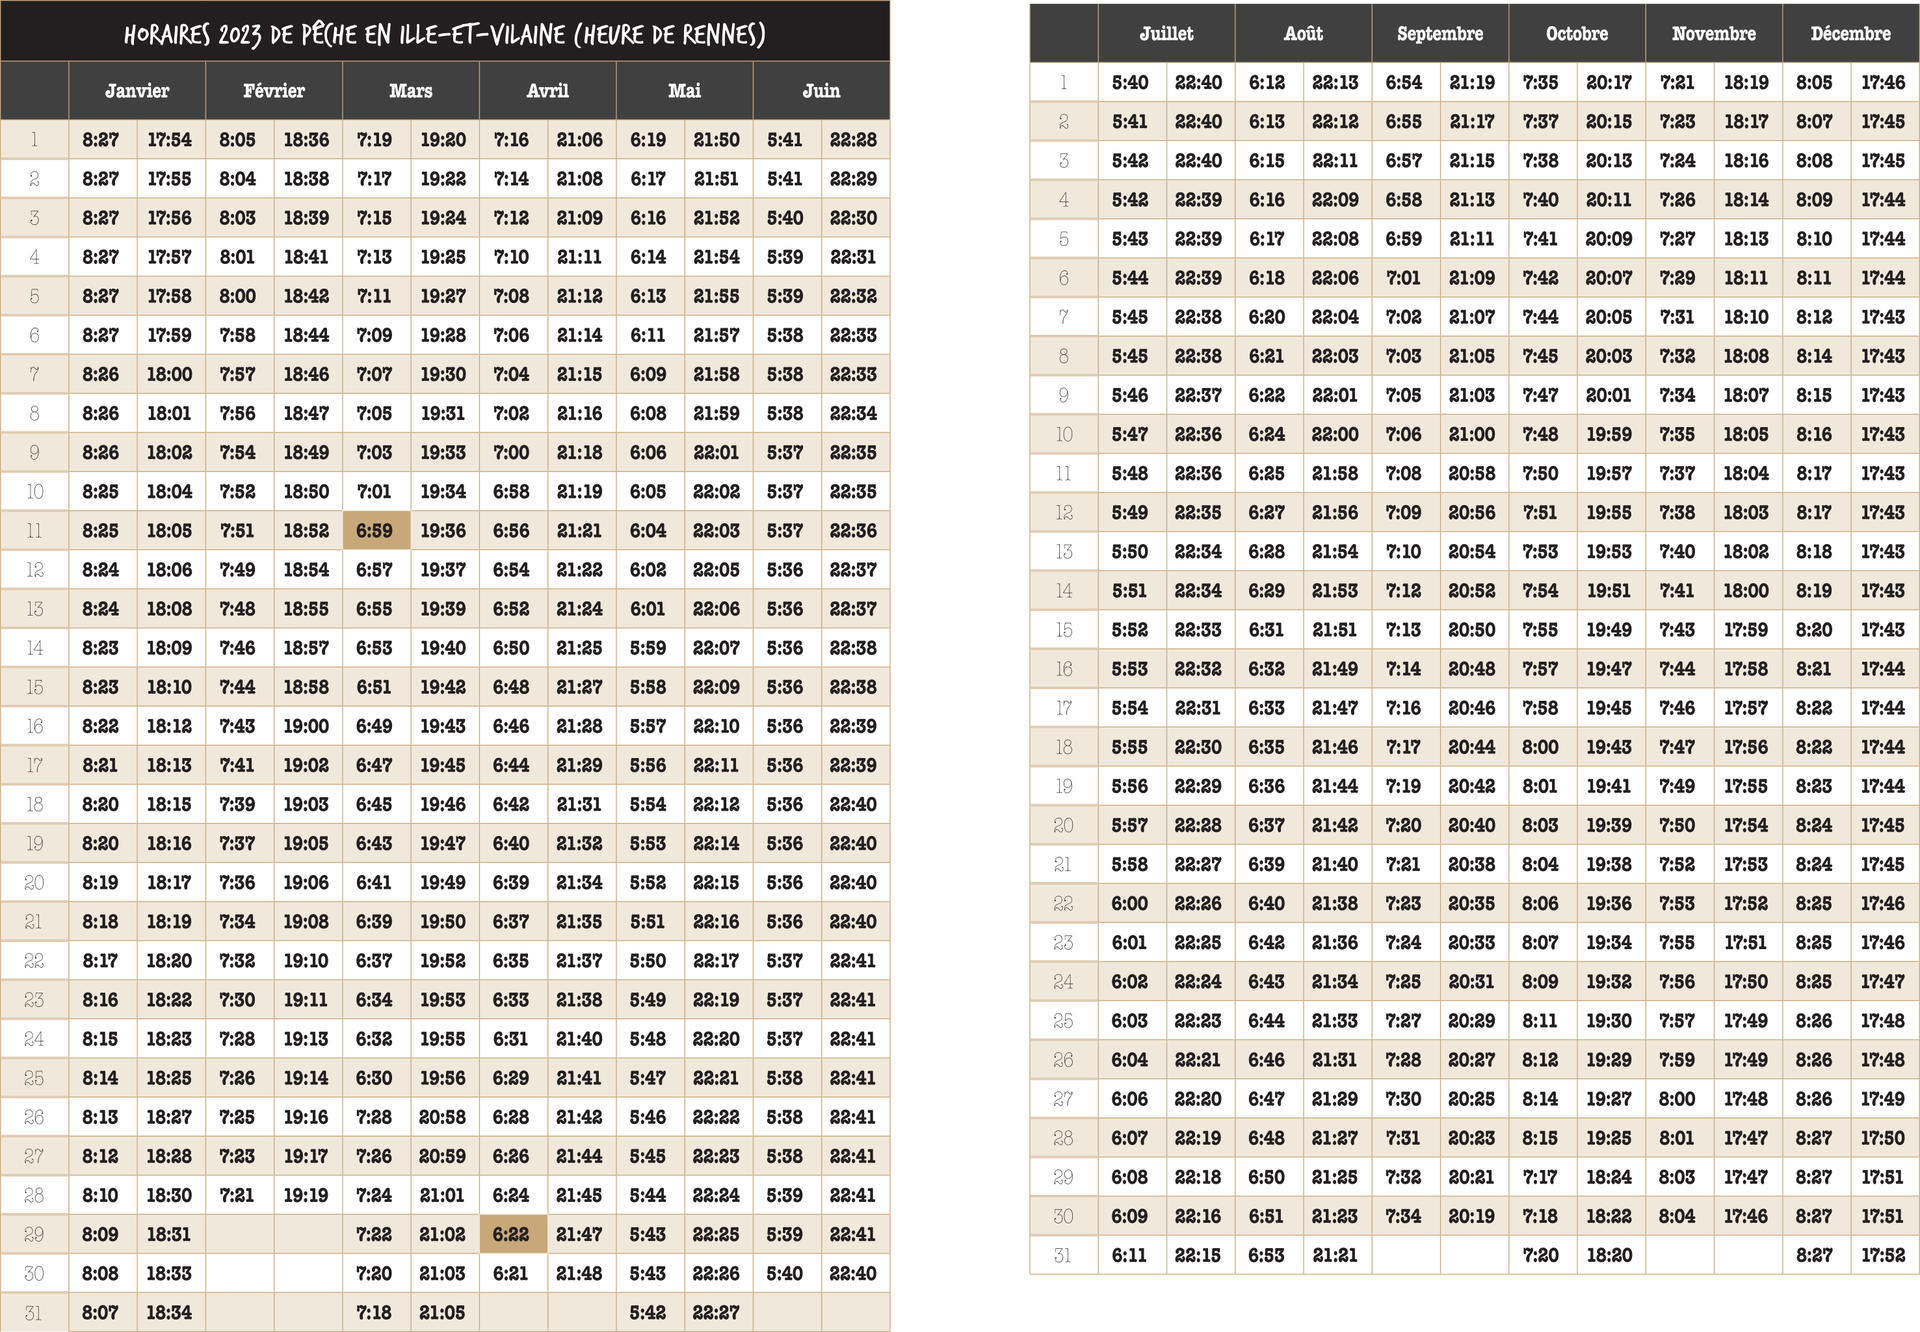 HORAIRES 2023 DE PÊCHE EN ILLE-ET-VILAINE (HEURE DE RENNES)
Janvier Février Mars Avril Mai Juin
1 8:27 17:54 8:05 18:36 7:19 19:20 7:16 21:06 6:19 21:50 5:41 22:28
2 8:27 17:55 8:04 18:38 7:17 19:22 7:14 21:08 6:17 21:51 5:41 22:29
3 8:27 17:56 8:03 18:39 7:15 19:24 7:12 21:09 6:16 21:52 5:40 22:30
4 8:27 17:57 8:01 18:41 7:13 19:25 7:10 21:11 6:14 21:54 5:39 22:31
5 8:27 17:58 8:00 18:42 7:11 19:27 7:08 21:12 6:13 21:55 5:39 22:32
6 8:27 17:59 7:58 18:44 7:09 19:28 7:06 21:14 6:11 21:57 5:38 22:33
7 8:26 18:00 7:57 18:46 7:07 19:30 7:04 21:15 6:09 21:58 5:38 22:33
8 8:26 18:01 7:56 18:47 7:05 19:31 7:02 21:16 6:08 21:59 5:38 22:34
9 8:26 18:02 7:54 18:49 7:03 19:33 7:00 21:18 6:06 22:01 5:37 22:35
10 8:25 18:04 7:52 18:50 7:01 19:34 6:58 21:19 6:05 22:02 5:37 22:35
11 8:25 18:05 7:51 18:52 6:59 19:36 6:56 21:21 6:04 22:03 5:37 22:36
12 8:24 18:06 7:49 18:54 6:57 19:37 6:54 21:22 6:02 22:05 5:36 22:37
13 8:24 18:08 7:48 18:55 6:55 19:39 6:52 21:24 6:01 22:06 5:36 22:37
14 8:23 18:09 7:46 18:57 6:53 19:40 6:50 21:25 5:59 22:07 5:36 22:38
15 8:23 18:10 7:44 18:58 6:51 19:42 6:48 21:27 5:58 22:09 5:36 22:38
16 8:22 18:12 7:43 19:00 6:49 19:43 6:46 21:28 5:57 22:10 5:36 22:39
17 8:21 18:13 7:41 19:02 6:47 19:45 6:44 21:29 5:56 22:11 5:36 22:39
18 8:20 18:15 7:39 19:03 6:45 19:46 6:42 21:31 5:54 22:12 5:36 22:40
19 8:20 18:16 7:37 19:05 6:43 19:47 6:40 21:32 5:53 22:14 5:36 22:40
20 8:19 18:17 7:36 19:06 6:41 19:49 6:39 21:34 5:52 22:15 5:36 22:40
21 8:18 18:19 7:34 19:08 6:39 19:50 6:37 21:35 5:51 22:16 5:36 22:40
22 8:17 18:20 7:32 19:10 6:37 19:52 6:35 21:37 5:50 22:17 5:37 22:41
23 8:16 18:22 7:30 19:11 6:34 19:53 6:33 21:38 5:49 22:19 5:37 22:41
24 8:15 18:23 7:28 19:13 6:32 19:55 6:31 21:40 5:48 22:20 5:37 22:41
25 8:14 18:25 7:26 19:14 6:30 19:56 6:29 21:41 5:47 22:21 5:38 22:41
26 8:13 18:27 7:25 19:16 7:28 20:58 6:28 21:42 5:46 22:22 5:38 22:41
27 8:12 18:28 7:23 19:17 7:26 20:59 6:26 21:44 5:45 22:23 5:38 22:41
28 8:10 18:30 7:21 19:19 7:24 21:01 6:24 21:45 5:44 22:24 5:39 22:41
29 8:09 18:31 7:22 21:02 6:22 21:47 5:43 22:25 5:39 22:41
30 8:08 18:33 7:20 21:03 6:21 21:48 5:43 22:26 5:40 22:40
31 8:07 18:34 7:18 21:05 5:42 22:27
Juillet Août Septembre Octobre Novembre Décembre
1 5:40 22:40 6:12 22:13 6:54 21:19 7:35 20:17 7:21 18:19 8:05 17:46
2 5:41 22:40 6:13 22:12 6:55 21:17 7:37 20:15 7:23 18:17 8:07 17:45
3 5:42 22:40 6:15 22:11 6:57 21:15 7:38 20:13 7:24 18:16 8:08 17:45
4 5:42 22:39 6:16 22:09 6:58 21:13 7:40 20:11 7:26 18:14 8:09 17:44
5 5:43 22:39 6:17 22:08 6:59 21:11 7:41 20:09 7:27 18:13 8:10 17:44
6 5:44 22:39 6:18 22:06 7:01 21:09 7:42 20:07 7:29 18:11 8:11 17:44
7 5:45 22:38 6:20 22:04 7:02 21:07 7:44 20:05 7:31 18:10 8:12 17:43
8 5:45 22:38 6:21 22:03 7:03 21:05 7:45 20:03 7:32 18:08 8:14 17:43
9 5:46 22:37 6:22 22:01 7:05 21:03 7:47 20:01 7:34 18:07 8:15 17:43
10 5:47 22:36 6:24 22:00 7:06 21:00 7:48 19:59 7:35 18:05 8:16 17:43
11 5:48 22:36 6:25 21:58 7:08 20:58 7:50 19:57 7:37 18:04 8:17 17:43
12 5:49 22:35 6:27 21:56 7:09 20:56 7:51 19:55 7:38 18:03 8:17 17:43
13 5:50 22:34 6:28 21:54 7:10 20:54 7:53 19:53 7:40 18:02 8:18 17:43
14 5:51 22:34 6:29 21:53 7:12 20:52 7:54 19:51 7:41 18:00 8:19 17:43
15 5:52 22:33 6:31 21:51 7:13 20:50 7:55 19:49 7:43 17:59 8:20 17:43
16 5:53 22:32 6:32 21:49 7:14 20:48 7:57 19:47 7:44 17:58 8:21 17:44
17 5:54 22:31 6:33 21:47 7:16 20:46 7:58 19:45 7:46 17:57 8:22 17:44
18 5:55 22:30 6:35 21:46 7:17 20:44 8:00 19:43 7:47 17:56 8:22 17:44
19 5:56 22:29 6:36 21:44 7:19 20:42 8:01 19:41 7:49 17:55 8:23 17:44
20 5:57 22:28 6:37 21:42 7:20 20:40 8:03 19:39 7:50 17:54 8:24 17:45
21 5:58 22:27 6:39 21:40 7:21 20:38 8:04 19:38 7:52 17:53 8:24 17:45
22 6:00 22:26 6:40 21:38 7:23 20:35 8:06 19:36 7:53 17:52 8:25 17:46
23 6:01 22:25 6:42 21:36 7:24 20:33 8:07 19:34 7:55 17:51 8:25 17:46
24 6:02 22:24 6:43 21:34 7:25 20:31 8:09 19:32 7:56 17:50 8:25 17:47
25 6:03 22:23 6:44 21:33 7:27 20:29 8:11 19:30 7:57 17:49 8:26 17:48
26 6:04 22:21 6:46 21:31 7:28 20:27 8:12 19:29 7:59 17:49 8:26 17:48
27 6:06 22:20 6:47 21:29 7:30 20:25 8:14 19:27 8:00 17:48 8:26 17:49
28 6:07 22:19 6:48 21:27 7:31 20:23 8:15 19:25 8:01 17:47 8:27 17:50
29 6:08 22:18 6:50 21:25 7:32 20:21 7:17 18:24 8:03 17:47 8:27 17:51
30 6:09 22:16 6:51 21:23 7:34 20:19 7:18 18:22 8:04 17:46 8:27 17:51
31 6:11 22:15 6:53 21:21 7:20 18:20 8:27 17:52